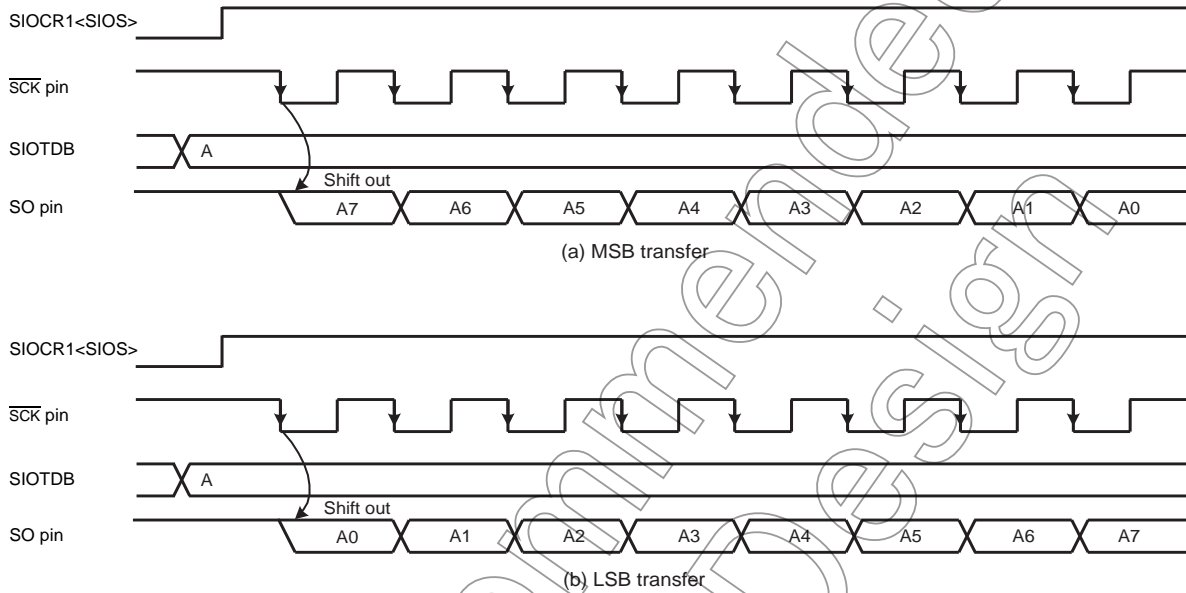 SIOCR1<SIOS>
SCK pin
SIOTDB A
Shift out
SO pin A7 A6 A5 A4 A3 A2 A1 A0
(a) MSB transfer
SIOCR1<SIOS>
SCK pin
SIOTDB A
Shift out
SO pin A0 A1 A2 A3 A4 A5 A6 A7
(b) LSB transfer
Design